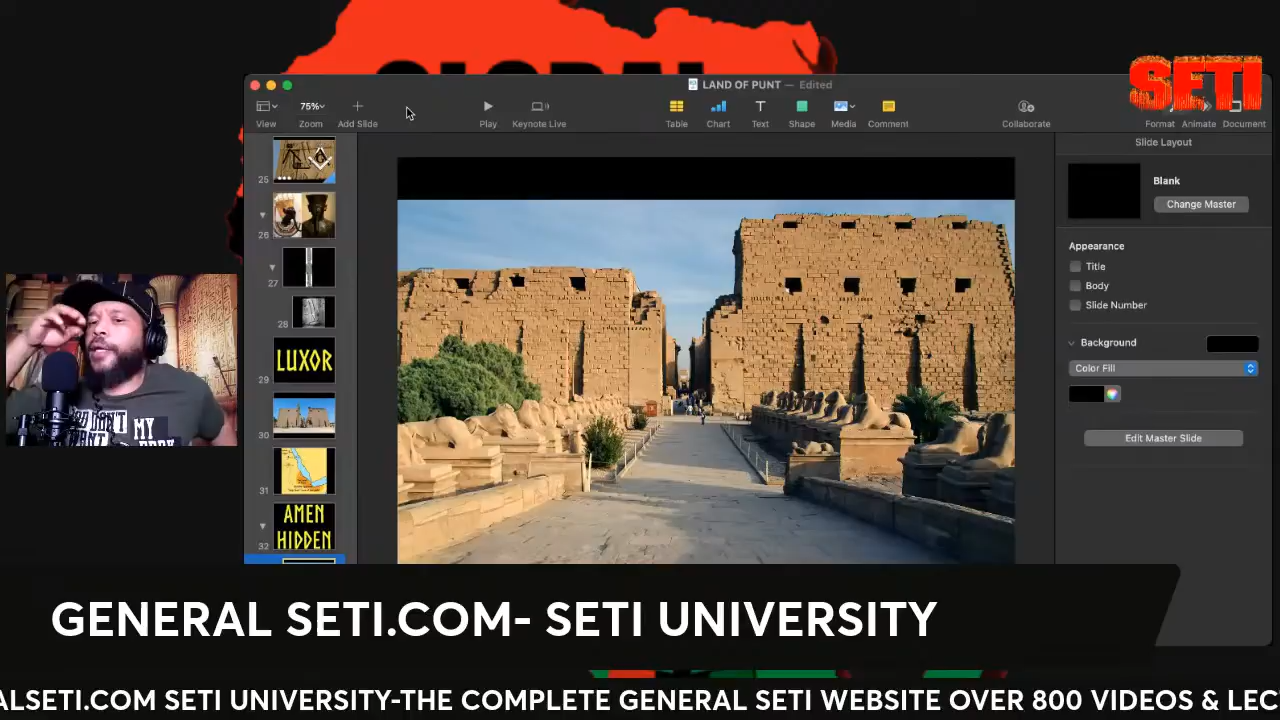 GLOBAL
SETI
LAND OF PUNT — Edited
75%
View
Zoom
Add Slide
Play
Keynote Live
Table
Chart
Text
Shape
Media
Comment
Collaborate
Format
Animate
Document
25
26
27
28
LUXOR
29
30
31
AMEN
HIDDEN
32
Slide Layout
Blank
Change Master
Appearance
Title
Body
Slide Number
Background
Color Fill
Edit Master Slide
MY
GENERAL SETI.COM- SETI UNIVERSITY
ALSETI.COM SETI UNIVERSITY-THE COMPLETE GENERAL SETI WEBSITE OVER 800 VIDEOS & LEC